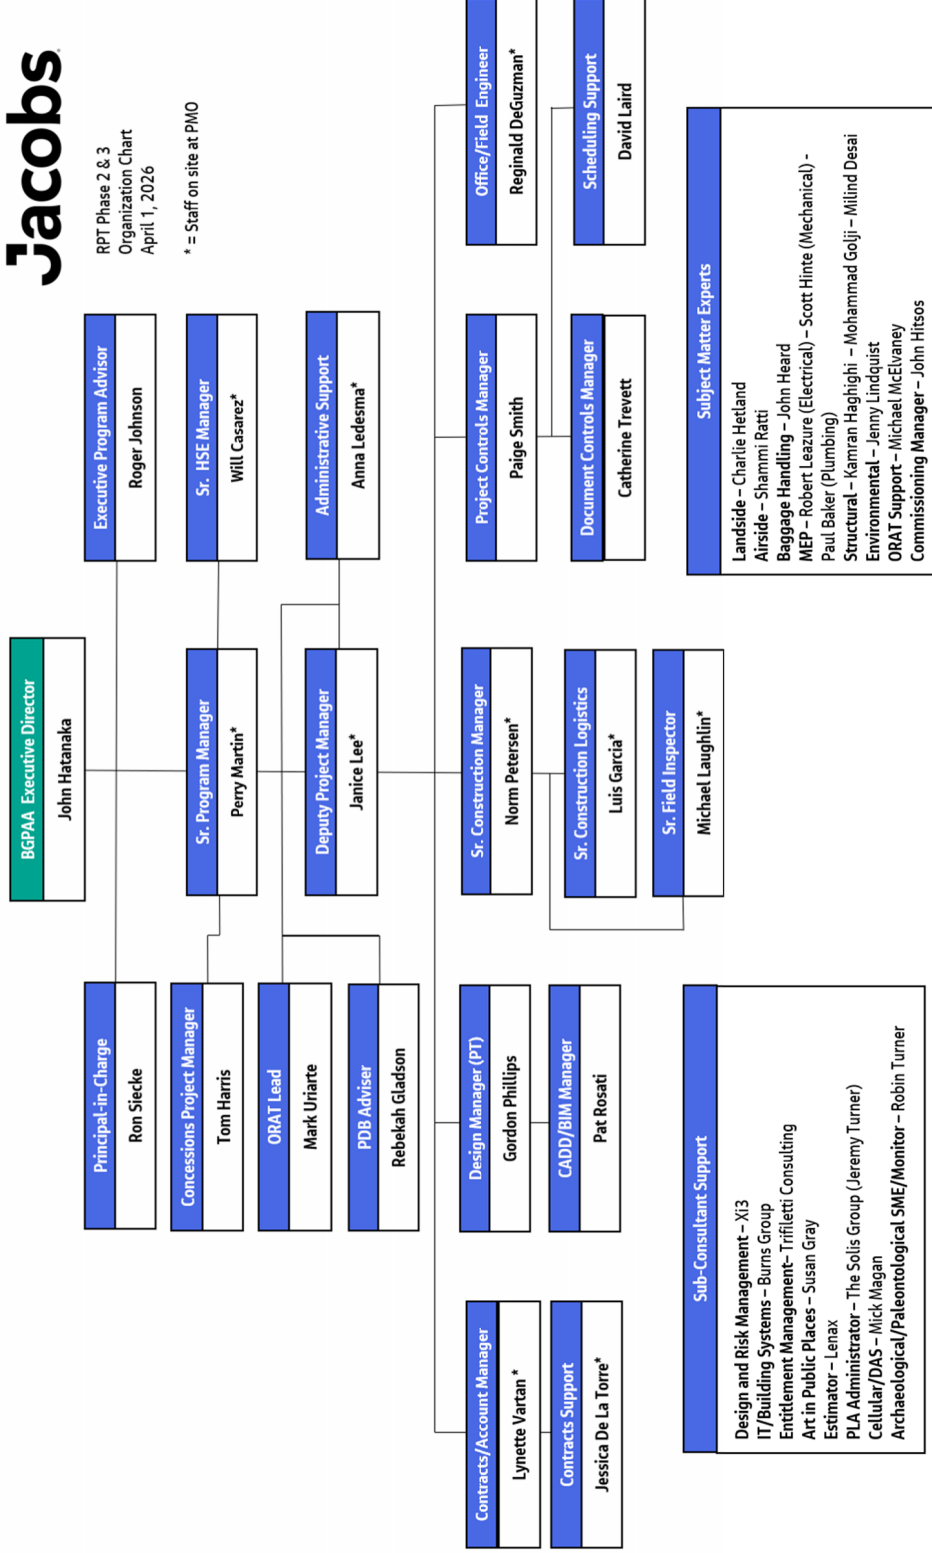 Jacobs
RPT Phase 2 & 3
Organization Chart
April 1, 2026
* = Staff on site at PMO
BGPAA Executive Director
John Hatanaka
Principal-in-Charge
Ron Siecke
Executive Program Advisor
Roger Johnson
Concessions Project Manager
Tom Harris
Sr. Program Manager
Perry Martin*
Sr. HSE Manager
Will Casarez*
ORAT Lead
Mark Uriarte
Deputy Project Manager
Janice Lee*
Administrative Support
Anna Ledesma*
PDB Adviser
Rebekah Gladson
Contracts/Account Manager
Lynette Vartan *
Design Manager (PT)
Gordon Phillips
Sr. Construction Manager
Norm Petersen*
Project Controls Manager
Paige Smith
Office/Field Engineer
Reginald DeGuzman*
Contracts Support
Jessica De La Torre*
CADD/BIM Manager
Pat Rosati
Sr. Construction Logistics
Luis Garcia*
Document Controls Manager
Catherine Trevett
Scheduling Support
David Laird
Sr. Field Inspector
Michael Laughlin*
Sub-Consultant Support
Design and Risk Management – Xi3
IT/Building Systems – Burns Group
Entitlement Management– Trifiletti Consulting
Art in Public Places – Susan Gray
Estimator – Lenax
PLA Administrator – The Solis Group (Jeremy Turner)
Cellular/DAS – Mick Magan
Archaeological/Paleontological SME/Monitor – Robin Turner
Subject Matter Experts
Landside – Charlie Hetland
Airside – Shammi Ratti
Baggage Handling – John Heard
MEP – Robert Leazure (Electrical) – Scott Hinte (Mechanical) -
Paul Baker (Plumbing)
Structural – Kamran Haghighi – Mohammad Golji – Milind Desai
Environmental – Jenny Lindquist
ORAT Support – Michael McElvaney
Commissioning Manager – John Hitsos